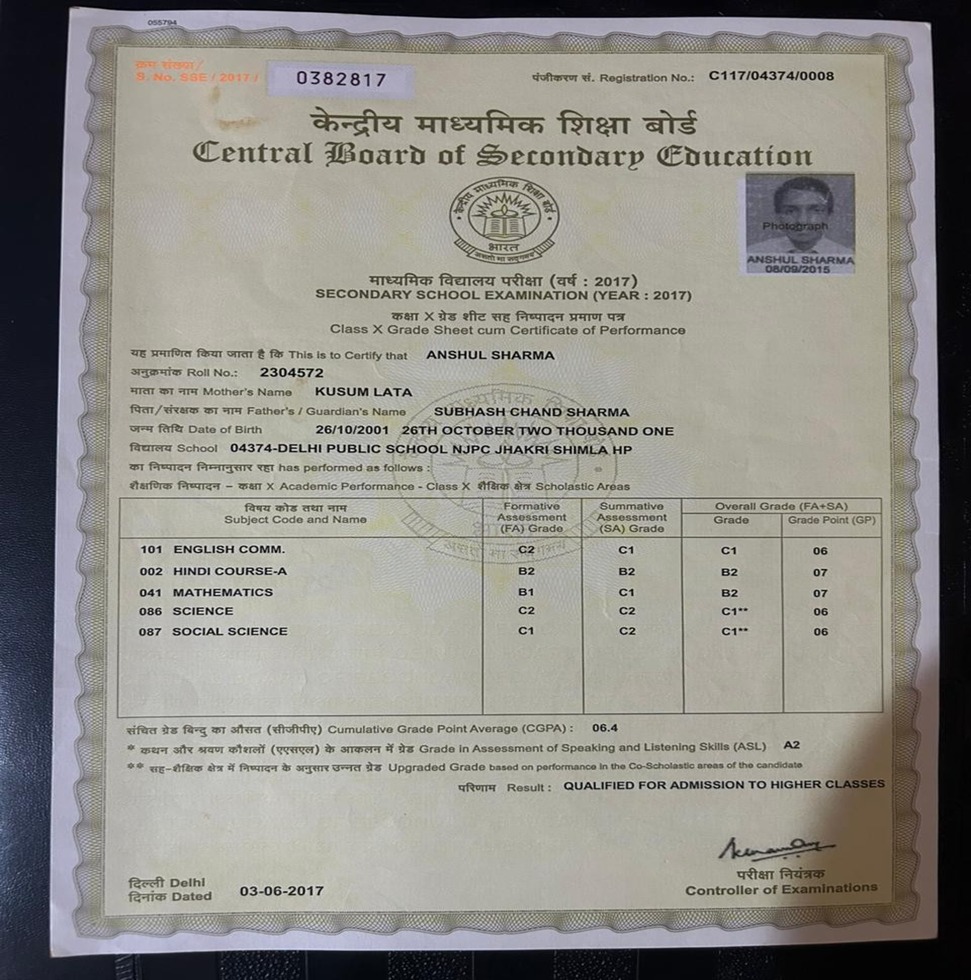 055794
क्रम संख्या/
S. No. SSE / 2017 / 0382817
पंजीकरण सं. Registration No.: C117/04374/0008
केन्द्रीय माध्यमिक शिक्षा बोर्ड
Central Board of Secondary Education
केन्द्रीय माध्यमिक शिक्षा बोर्ड
भारत
असतो मा सद्गमय
Photograph
ANSHUL SHARMA
08/09/2015
माध्यमिक विद्यालय परीक्षा (वर्ष : 2017)
SECONDARY SCHOOL EXAMINATION (YEAR : 2017)
कक्षा X ग्रेड शीट सह निष्पादन प्रमाण पत्र
Class X Grade Sheet cum Certificate of Performance
यह प्रमाणित किया जाता है कि This is to Certify that ANSHUL SHARMA
अनुक्रमांक Roll No.: 2304572
माता का नाम Mother's Name KUSUM LATA
पिता/संरक्षक का नाम Father's / Guardian's Name SUBHASH CHAND SHARMA
जन्म तिथि Date of Birth 26/10/2001 26TH OCTOBER TWO THOUSAND ONE
विद्यालय School 04374-DELHI PUBLIC SCHOOL NJPC JHAKRI SHIMLA HP
का निष्पादन निम्नानुसार रहा has performed as follows :
शैक्षणिक निष्पादन – कक्षा X Academic Performance - Class X शैक्षिक क्षेत्र Scholastic Areas
विषय कोड तथा नाम
Subject Code and Name
Formative
Assessment
(FA) Grade
Summative
Assessment
(SA) Grade
Overall Grade (FA+SA)
Grade Grade Point (GP)
101 ENGLISH COMM. C2 C1 C1 06
002 HINDI COURSE-A B2 B2 B2 07
041 MATHEMATICS B1 C1 B2 07
086 SCIENCE C2 C2 C1** 06
087 SOCIAL SCIENCE C1 C2 C1** 06
संचित ग्रेड बिन्दु का औसत (सीजीपीए) Cumulative Grade Point Average (CGPA) : 06.4
* कथन और श्रवण कौशलों (एएसएल) के आकलन में ग्रेड Grade in Assessment of Speaking and Listening Skills (ASL) A2
** सह-शैक्षिक क्षेत्र में निष्पादन के अनुसार उन्नत ग्रेड Upgraded Grade based on performance in the Co-Scholastic areas of the candidate
परिणाम Result : QUALIFIED FOR ADMISSION TO HIGHER CLASSES
दिल्ली Delhi
दिनांक Dated 03-06-2017
परीक्षा नियंत्रक
Controller of Examinations